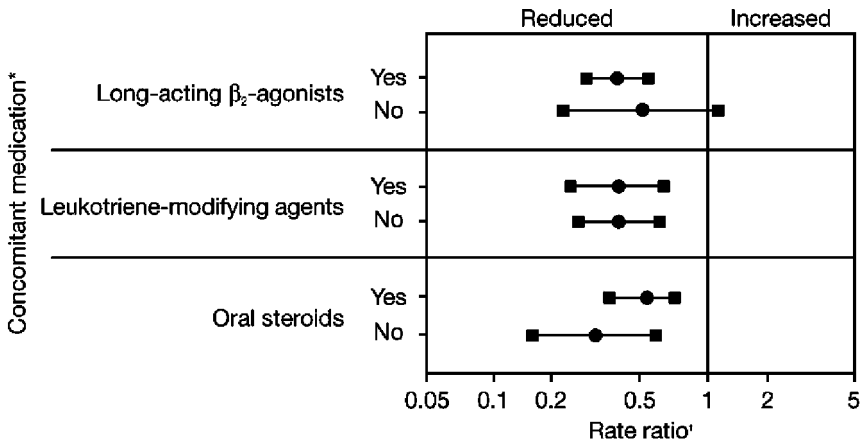 Reduced Increased
Concomitant medication*
Long-acting β₂-agonists
Yes
No
Leukotriene-modifying agents
Yes
No
Oral steroids
Yes
No
0.05 0.1 0.2 0.5 1 2 5
Rate ratio¹